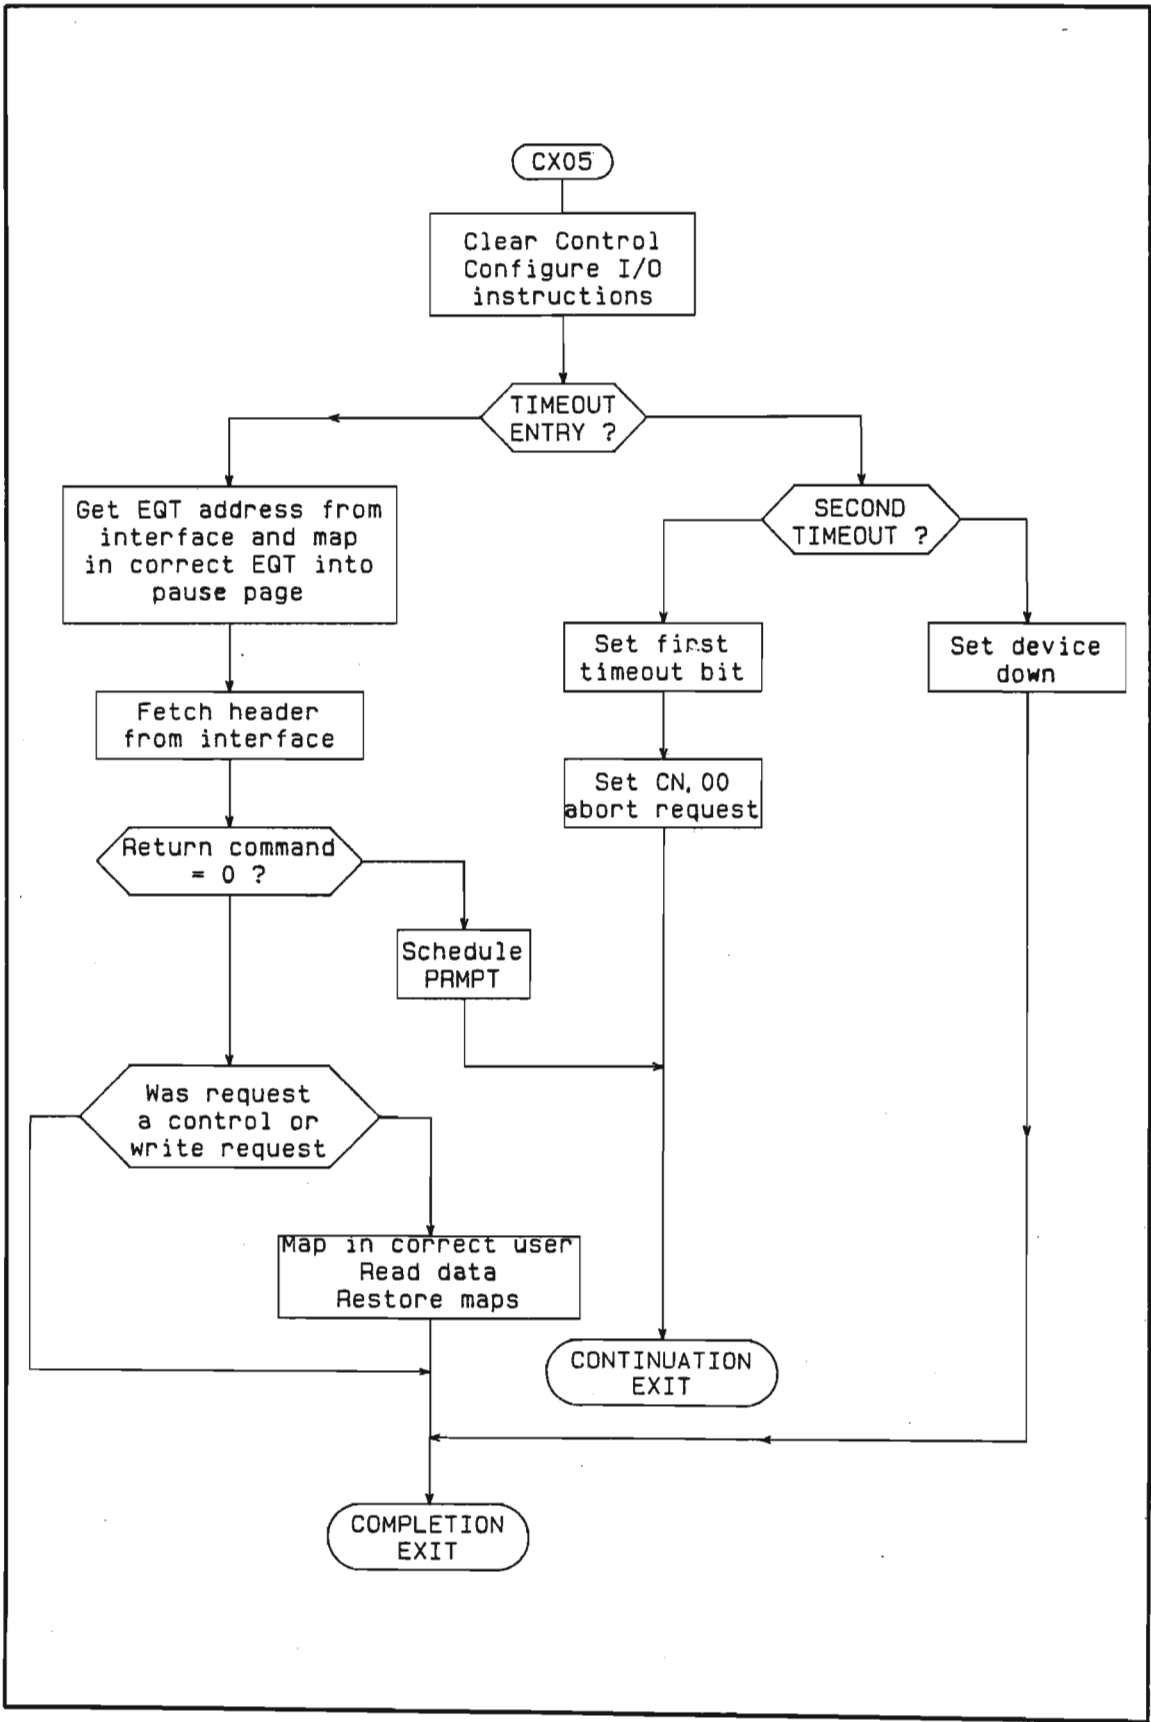 CX05
Clear Control
Configure I/O
instructions
TIMEOUT
ENTRY ?
Get EQT address from
interface and map
in correct EQT into
pause page
SECOND
TIMEOUT ?
Set first
timeout bit
Set device
down
Fetch header
from interface
Set CN.00
abort request
Return command
= 0 ?
Schedule
PRMPT
Was request
a control or
write request
Map in correct user
Read data
Restore maps
CONTINUATION
EXIT
COMPLETION
EXIT